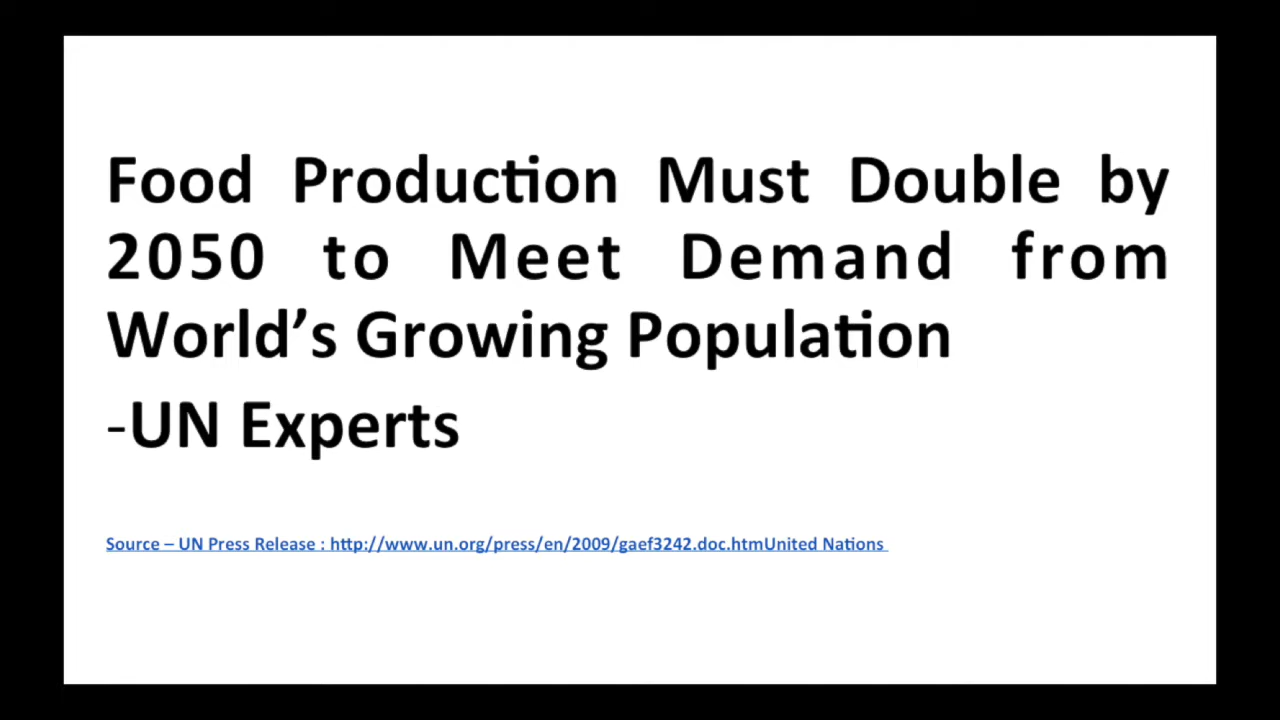 Food Production Must Double by
2050 to Meet Demand from
World’s Growing Population
-UN Experts
Source – UN Press Release : http://www.un.org/press/en/2009/gaef3242.doc.htmUnited Nations